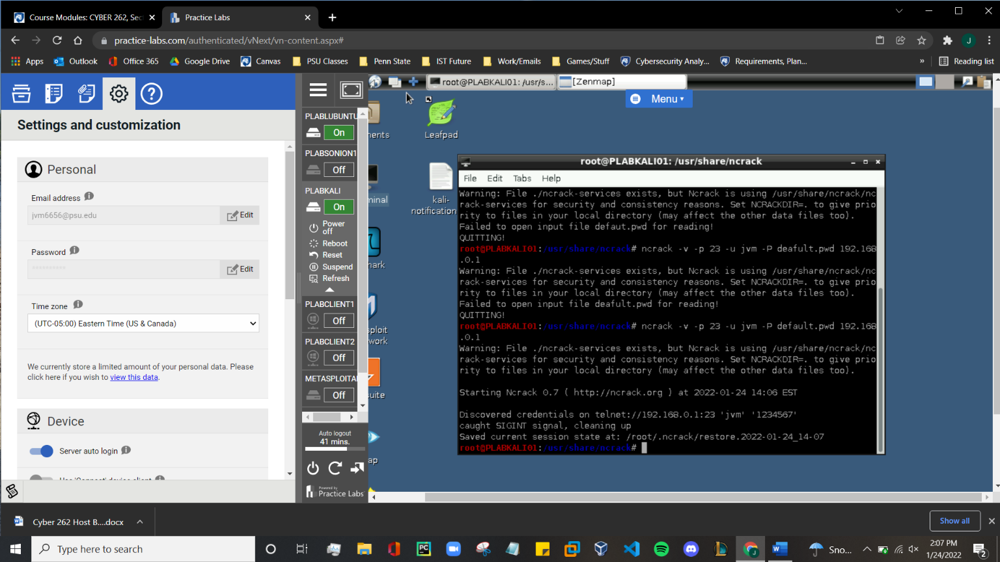 Course Modules: CYBER 262, Sec
Practice Labs
practice-labs.com/authenticated/vNext/vn-content.aspx#
J
Apps
Outlook
Office 365
Google Drive
Canvas
PSU Classes
Penn State
IST Future
Work/Emails
Games/Stuff
Cybersecurity Analy...
Requirements, Plan...
»
Reading list
Settings and customization
Personal
Email address
jvm6656@psu.edu
Edit
Password
**********
Edit
Time zone
(UTC-05:00) Eastern Time (US & Canada)
We currently store a limited amount of your personal data. Please
click here if you wish to view this data.
Device
Server auto login
PLABLUBUNTU
On
PLABSONION1
Off
PLABKALI
On
Power
off
Reboot
Reset
Suspend
Refresh
PLABCLIENT1
Off
PLABCLIENT2
Off
METASPLOITA
Off
Auto logout
41 mins.
Powered by
Practice Labs
root@PLABKALI01: /usr/s...
[Zenmap]
Menu
ments
Leafpad
minal
kali-
notification
ark
sploit
work
suite
ap
root@PLABKALI01: /usr/share/ncrack
File Edit Tabs Help
Warning: File ./ncrack-services exists, but Ncrack is using /usr/share/nc
rack-services for security and consistency reasons. Set NCRACKDIR=. to give prio
rity to files in your local directory (may affect the other data files too).
Failed to open input file defaut.pwd for reading!
QUITTING!
root@PLABKALI01:/usr/share/ncrack# ncrack -v -p 23 -u jvm -P deafult.pwd 192.168
.0.1
Warning: File ./ncrack-services exists, but Ncrack is using /usr/share/ncrack/nc
rack-services for security and consistency reasons. Set NCRACKDIR=. to give prio
rity to files in your local directory (may affect the other data files too).
Failed to open input file deafult.pwd for reading!
QUITTING!
root@PLABKALI01:/usr/share/ncrack# ncrack -v -p 23 -u jvm -P default.pwd 192.168
.0.1
Warning: File ./ncrack-services exists, but Ncrack is using /usr/share/ncrack/nc
rack-services for security and consistency reasons. Set NCRACKDIR=. to give prio
rity to files in your local directory (may affect the other data files too).
Starting Ncrack 0.7 ( http://ncrack.org ) at 2022-01-24 14:06 EST
Discovered credentials on telnet://192.168.0.1:23 'jvm' '1234567'
caught SIGINT signal, cleaning up
Saved current session state at: /root/.ncrack/restore.2022-01-24_14-07
root@PLABKALI01:/usr/share/ncrack#
Cyber 262 Host B....docx
Show all
Type here to search
Sno...
2:07 PM
1/24/2022
2